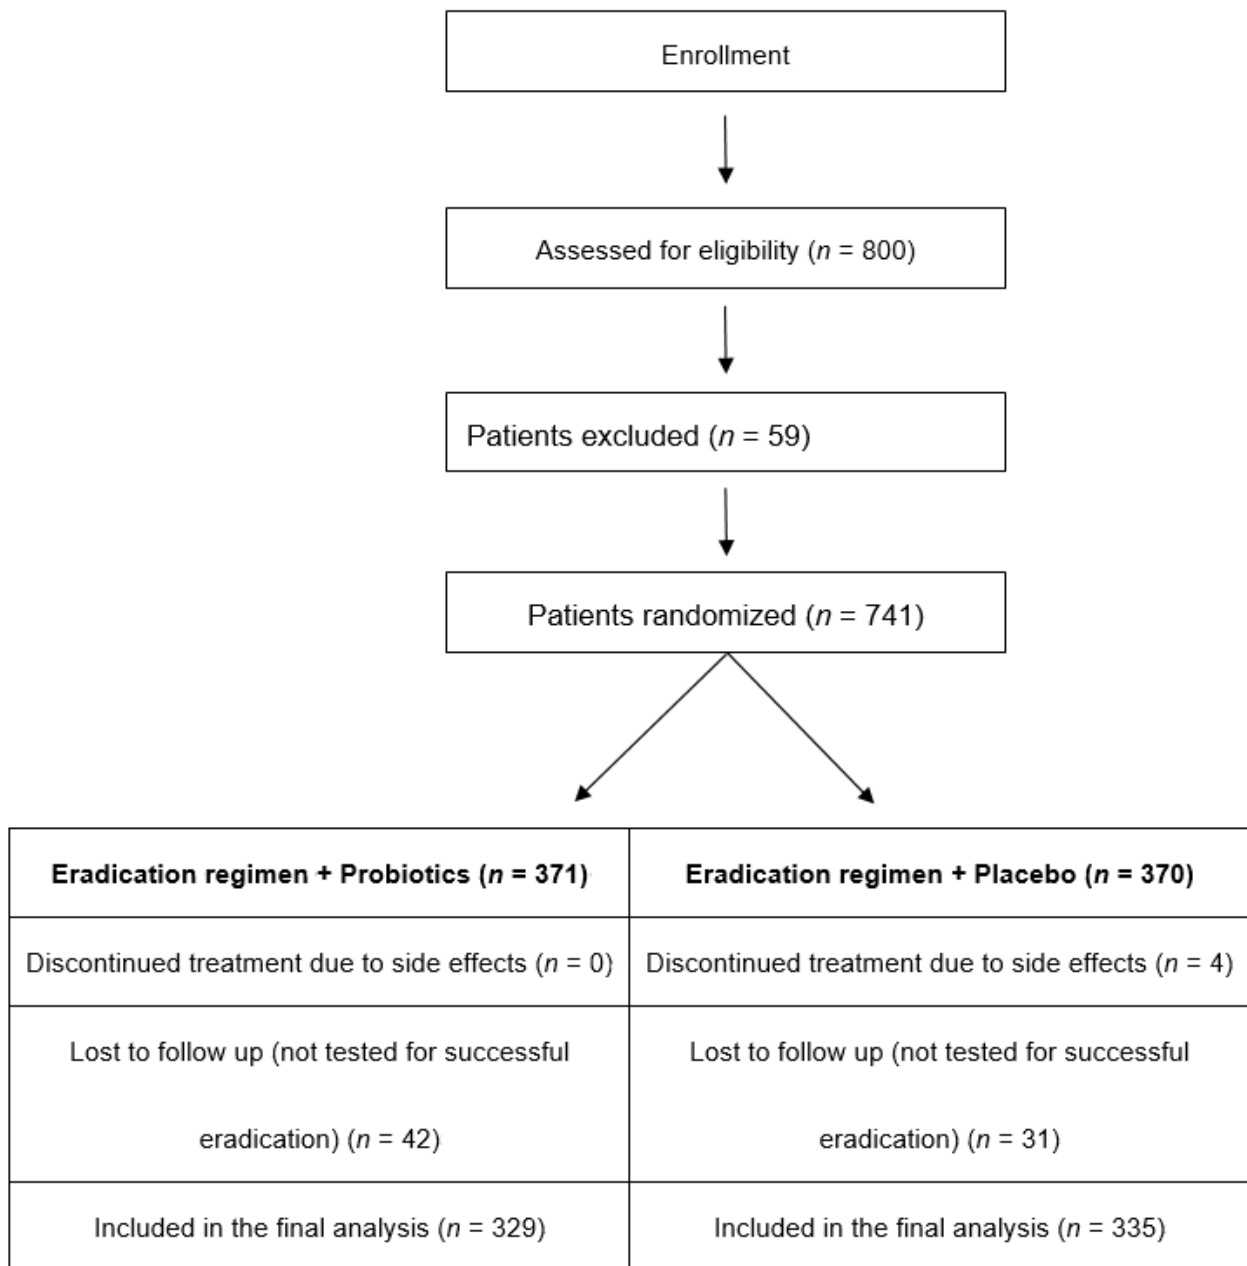 Enrollment
Assessed for eligibility (n = 800)
Patients excluded (n = 59)
Patients randomized (n = 741)
Eradication regimen + Probiotics (n = 371)
Eradication regimen + Placebo (n = 370)
Discontinued treatment due to side effects (n = 0)
Discontinued treatment due to side effects (n = 4)
Lost to follow up (not tested for successful
eradication) (n = 42)
Lost to follow up (not tested for successful
eradication) (n = 31)
Included in the final analysis (n = 329)
Included in the final analysis (n = 335)